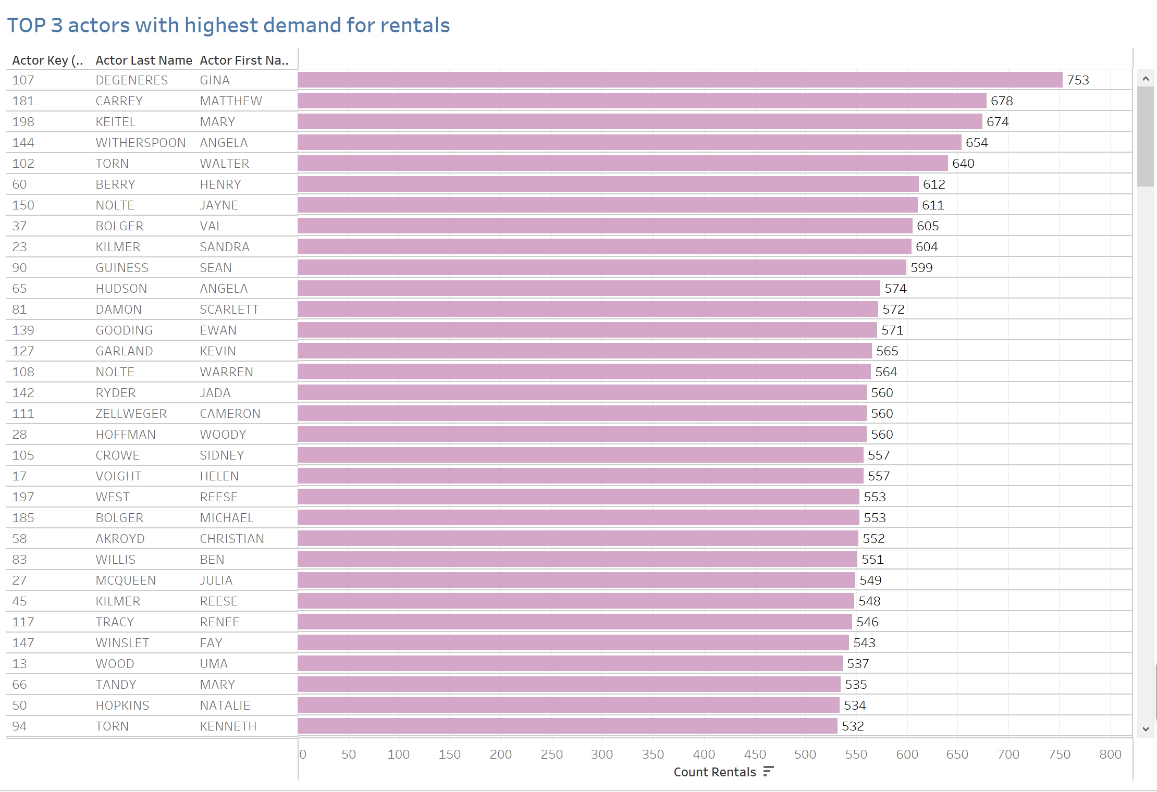 TOP 3 actors with highest demand for rentals
Actor Key (.. Actor Last Name Actor First Na..
107 DEGENERES GINA 753
181 CARREY MATTHEW 678
198 KEITEL MARY 674
144 WITHERSPOON ANGELA 654
102 TORN WALTER 640
60 BERRY HENRY 612
150 NOLTE JAYNE 611
37 BOLGER VAL 605
23 KILMER SANDRA 604
90 GUINESS SEAN 599
65 HUDSON ANGELA 574
81 DAMON SCARLETT 572
139 GOODING EWAN 571
127 GARLAND KEVIN 565
108 NOLTE WARREN 564
142 RYDER JADA 560
111 ZELLWEGER CAMERON 560
28 HOFFMAN WOODY 560
105 CROWE SIDNEY 557
17 VOIGHT HELEN 557
197 WEST REESE 553
185 BOLGER MICHAEL 553
58 AKROYD CHRISTIAN 552
83 WILLIS BEN 551
27 MCQUEEN JULIA 549
45 KILMER REESE 548
117 TRACY RENEE 546
147 WINSLET FAY 543
13 WOOD UMA 537
66 TANDY MARY 535
50 HOPKINS NATALIE 534
94 TORN KENNETH 532
0 50 100 150 200 250 300 350 400 450 500 550 600 650 700 750 800
Count Rentals